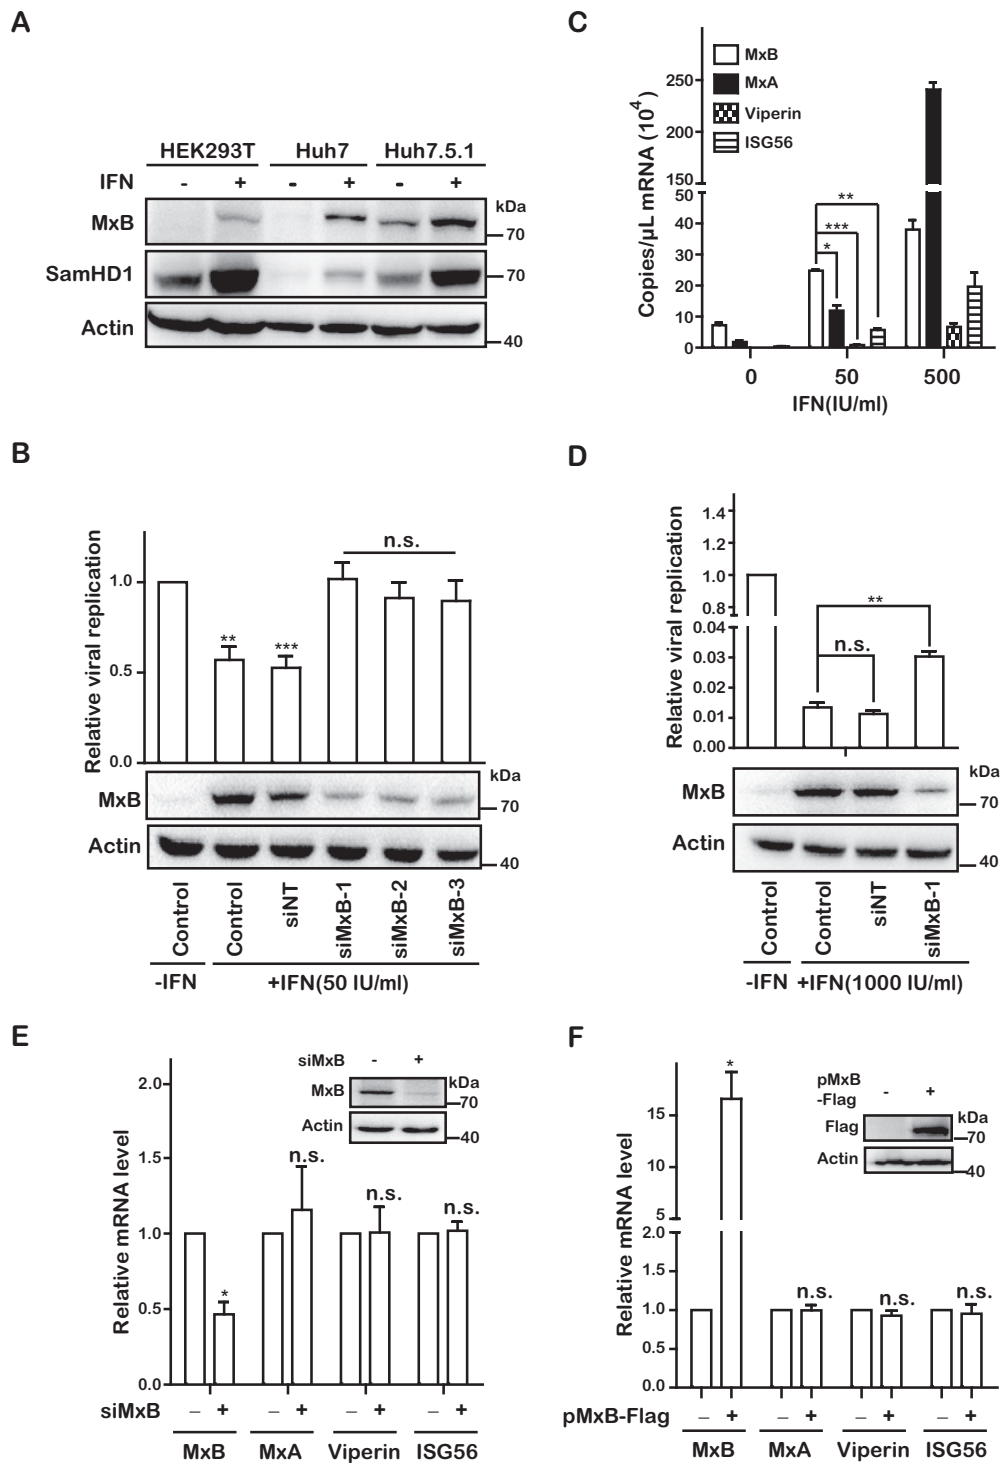 A
HEK293T Huh7 Huh7.5.1
IFN - + - + - +
kDa
MxB
70
SamHD1
70
Actin
40
C
MxB
MxA
Viperin
ISG56
Copies/µL mRNA (10⁴)
250
200
150
50
40
30
20
10
0
**
***
*
0 50 500
IFN(IU/ml)
B
Relative viral replication
1.0
0.5
0.0
n.s.
** ***
kDa
MxB
70
Actin
40
Control Control siNT siMxB-1 siMxB-2 siMxB-3
-IFN +IFN(50 IU/ml)
D
Relative viral replication
1.4
1.2
1.0
0.8
0.04
0.03
0.02
0.01
0.00
**
n.s.
kDa
MxB
70
Actin
40
Control Control siNT siMxB-1
-IFN +IFN(1000 IU/ml)
E
Relative mRNA level
2.0
1.5
1.0
0.5
0.0
siMxB - +
MxB
kDa
70
Actin
40
* n.s. n.s. n.s.
siMxB – + – + – + – +
MxB MxA Viperin ISG56
F
Relative mRNA level
15
10
5
2.0
1.5
1.0
0.5
0.0
pMxB
-Flag - +
Flag
kDa
70
Actin
40
* n.s. n.s. n.s.
pMxB-Flag – + – + – + – +
MxB MxA Viperin ISG56